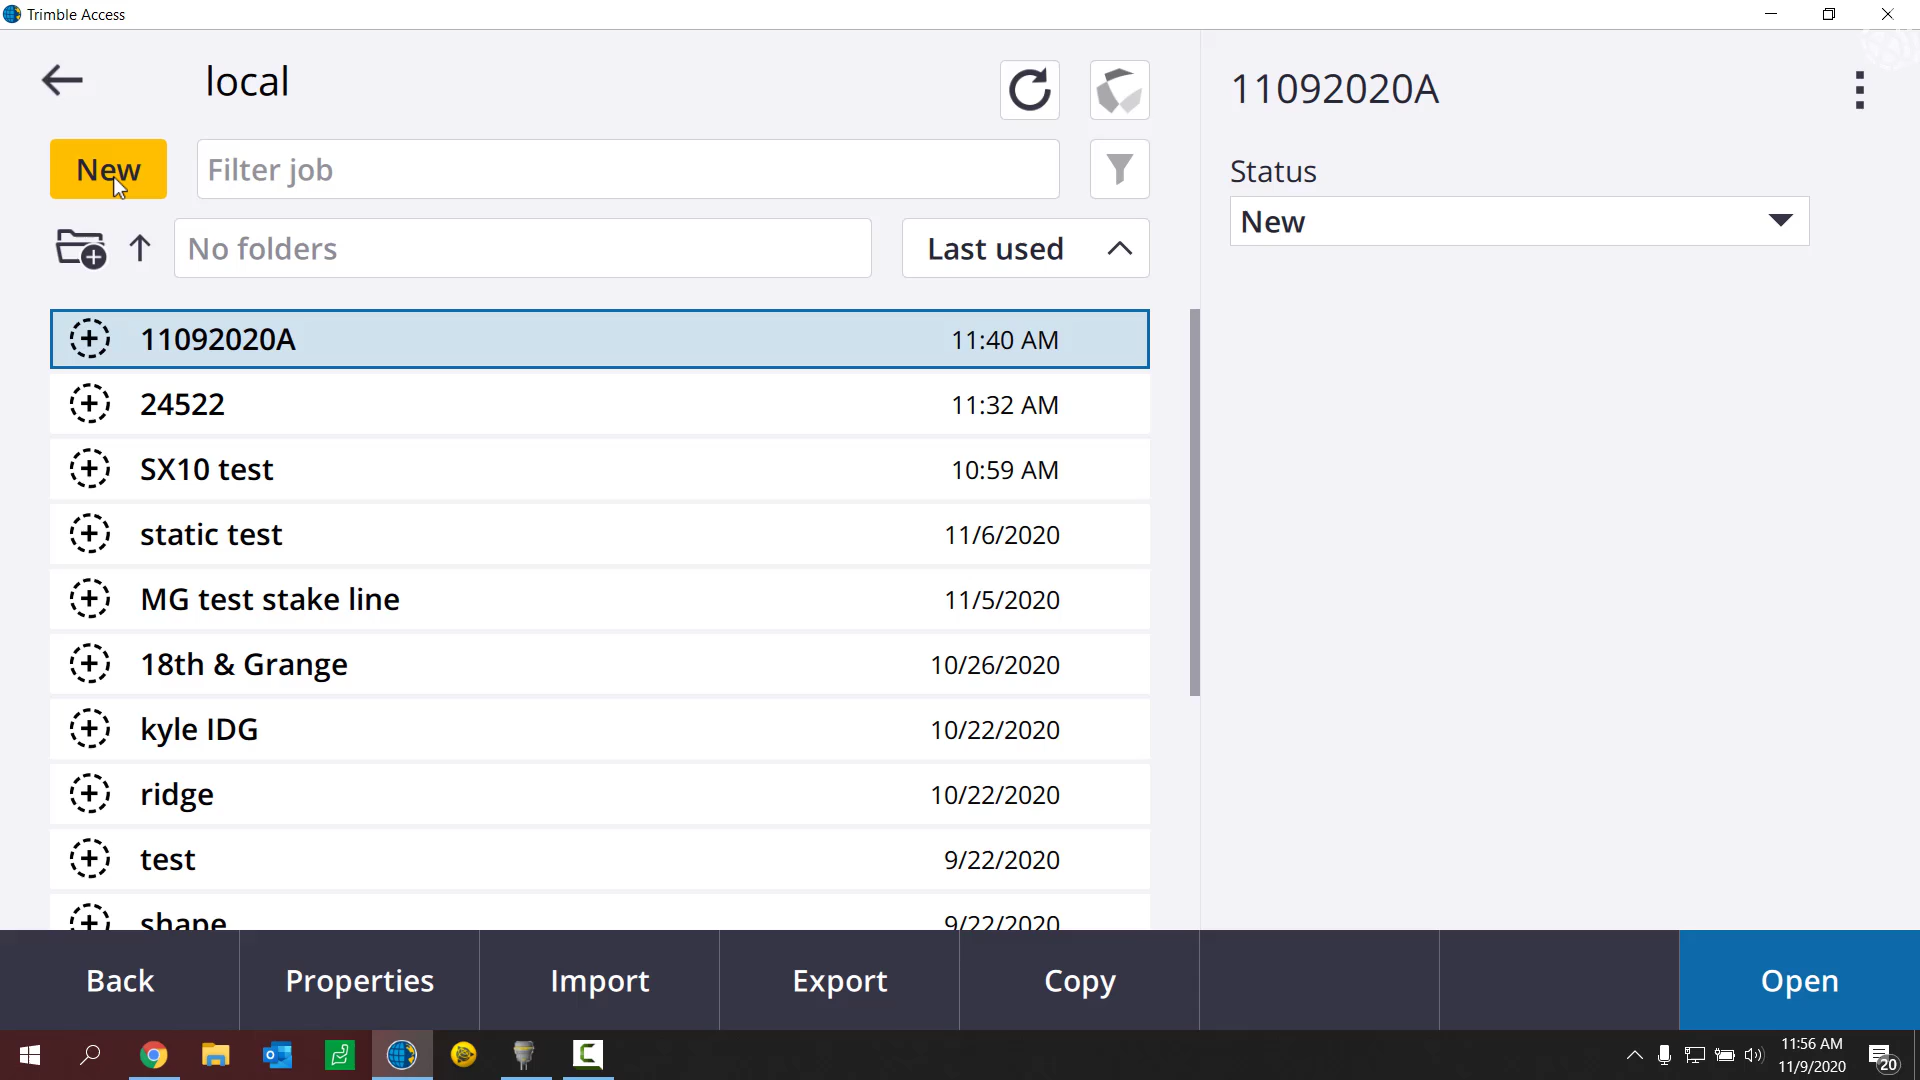 Trimble Access
local
11092020A
New
Filter job
Status
New
No folders
Last used
11092020A 11:40 AM
24522 11:32 AM
SX10 test 10:59 AM
static test 11/6/2020
MG test stake line 11/5/2020
18th & Grange 10/26/2020
kyle IDG 10/22/2020
ridge 10/22/2020
test 9/22/2020
shape 9/22/2020
Back Properties Import Export Copy Open
11:56 AM
11/9/2020
20